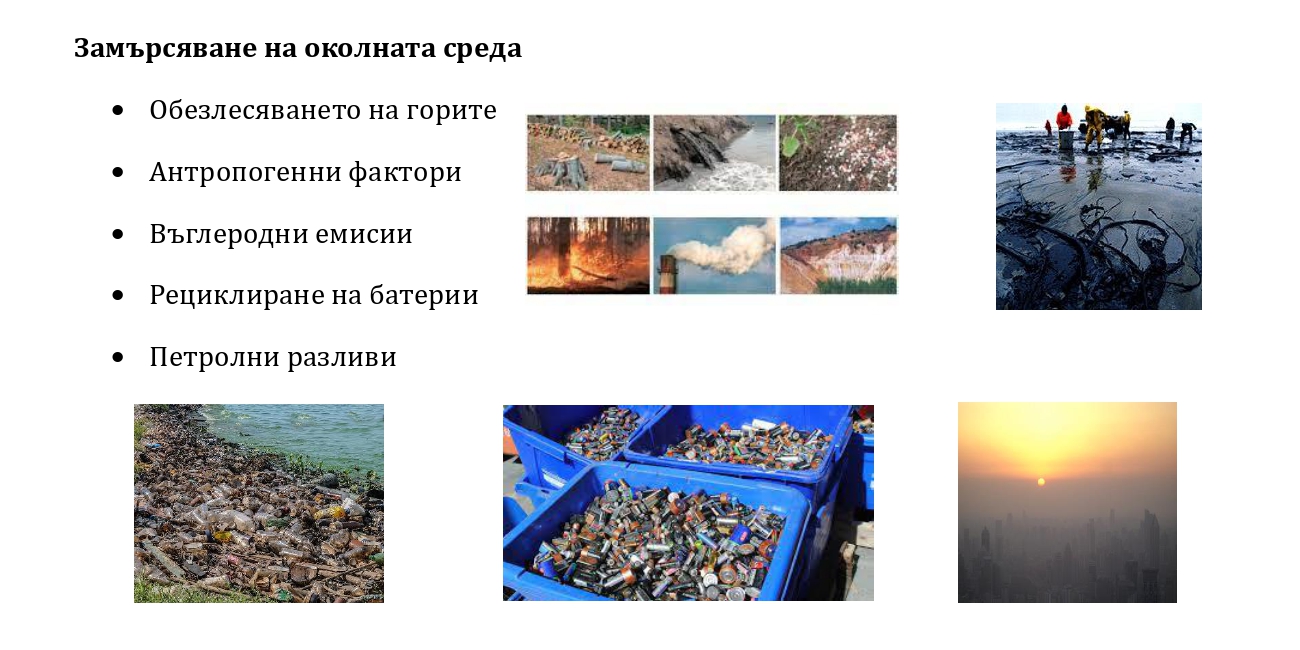 Замърсяване на околната среда
• Обезлесяването на горите
• Антропогенни фактори
• Въглеродни емисии
• Рециклиране на батерии
• Петролни разливи